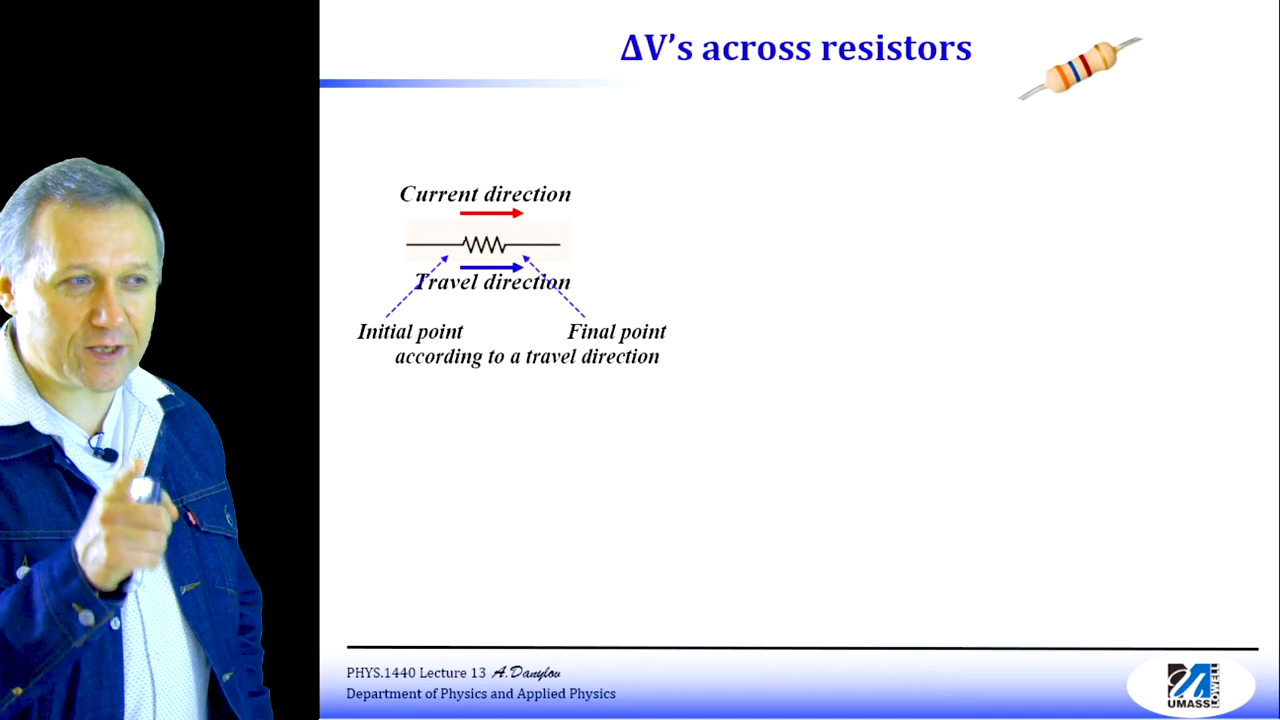 ΔV’s across resistors
Current direction
Travel direction
Initial point
Final point
according to a travel direction
PHYS.1440 Lecture 13 A.Danylov
Department of Physics and Applied Physics
UMASS
LOWELL